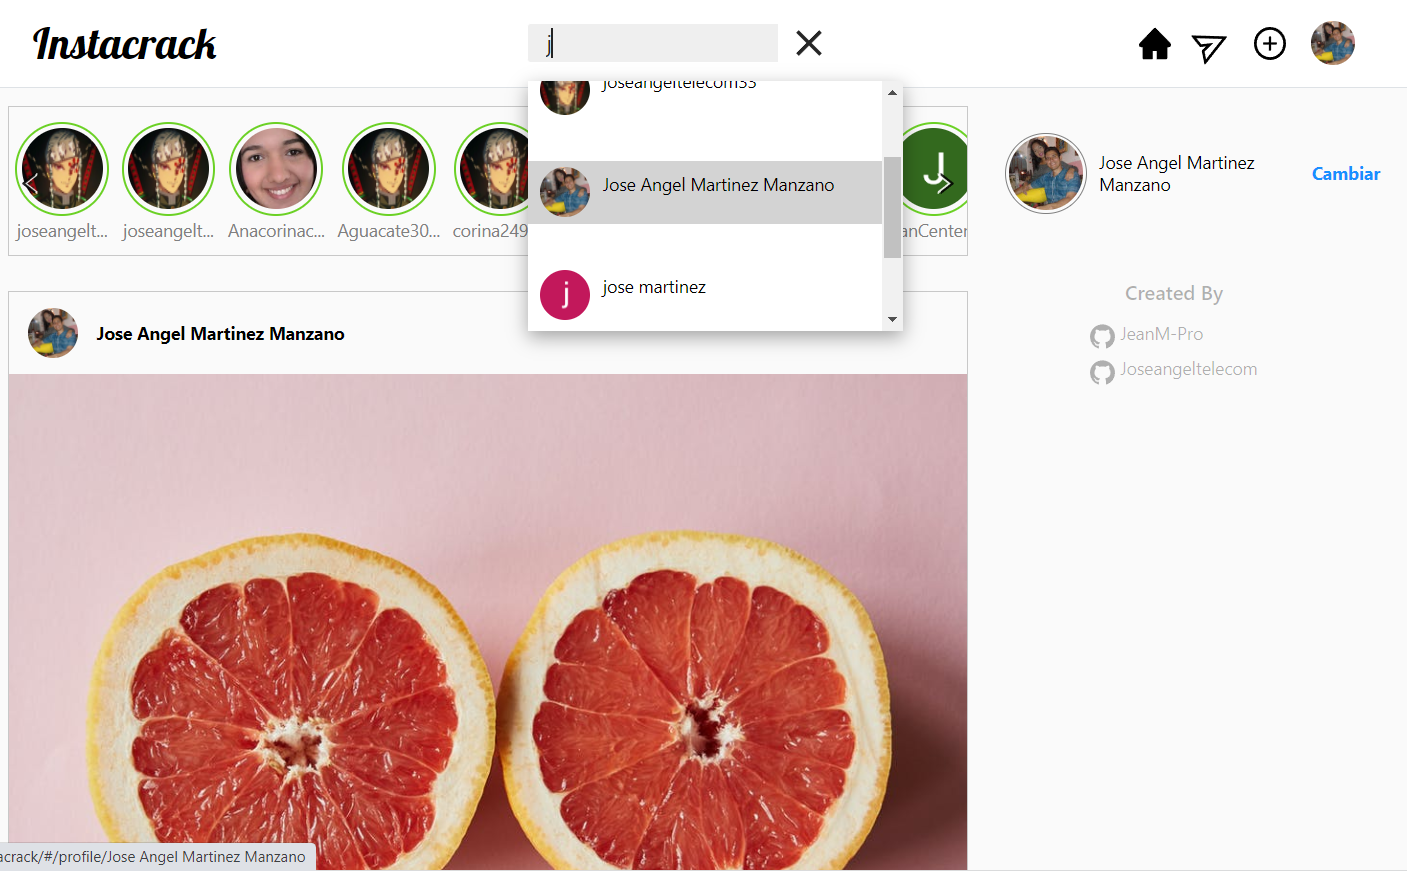 Instacrack
j
joseangeltelecom33
Jose Angel Martinez Manzano
jose martinez
joseangelt...
joseangelt...
Anacorinac...
Aguacate30...
corina249
J
anCenter
Jose Angel Martinez
Manzano
Cambiar
j
Created By
JeanM-Pro
Joseangeltelecom
Jose Angel Martinez Manzano
acrack/#/profile/Jose Angel Martinez Manzano